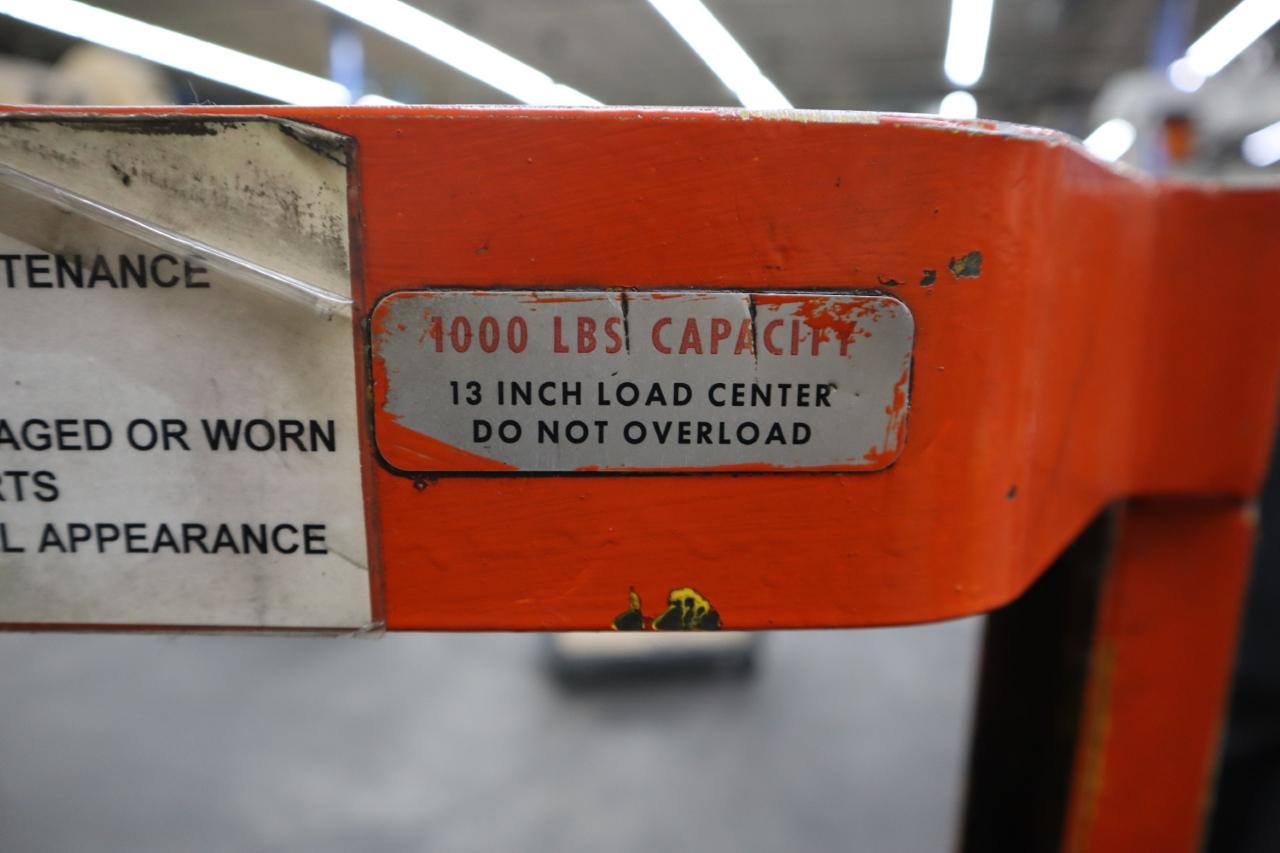 TENANCE
AGED OR WORN
RTS
L APPEARANCE
1000 LBS CAPACITY
13 INCH LOAD CENTER
DO NOT OVERLOAD